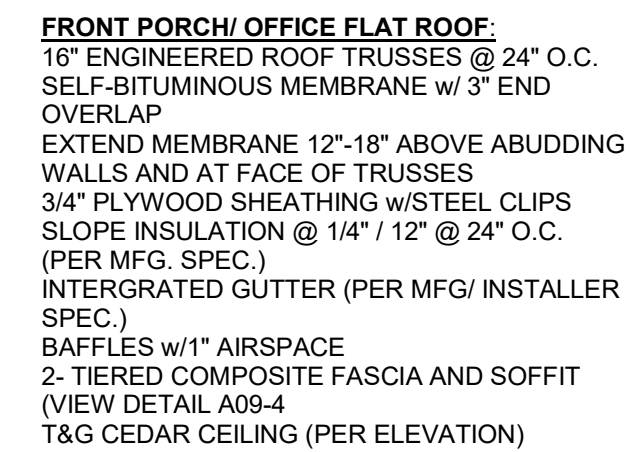 FRONT PORCH/ OFFICE FLAT ROOF:
16" ENGINEERED ROOF TRUSSES @ 24" O.C.
SELF-BITUMINOUS MEMBRANE w/ 3" END
OVERLAP
EXTEND MEMBRANE 12"-18" ABOVE ABUDDING
WALLS AND AT FACE OF TRUSSES
3/4" PLYWOOD SHEATHING w/STEEL CLIPS
SLOPE INSULATION @ 1/4" / 12" @ 24" O.C.
(PER MFG. SPEC.)
INTERGRATED GUTTER (PER MFG/ INSTALLER
SPEC.)
BAFFLES w/1" AIRSPACE
2- TIERED COMPOSITE FASCIA AND SOFFIT
(VIEW DETAIL A09-4
T&G CEDAR CEILING (PER ELEVATION)